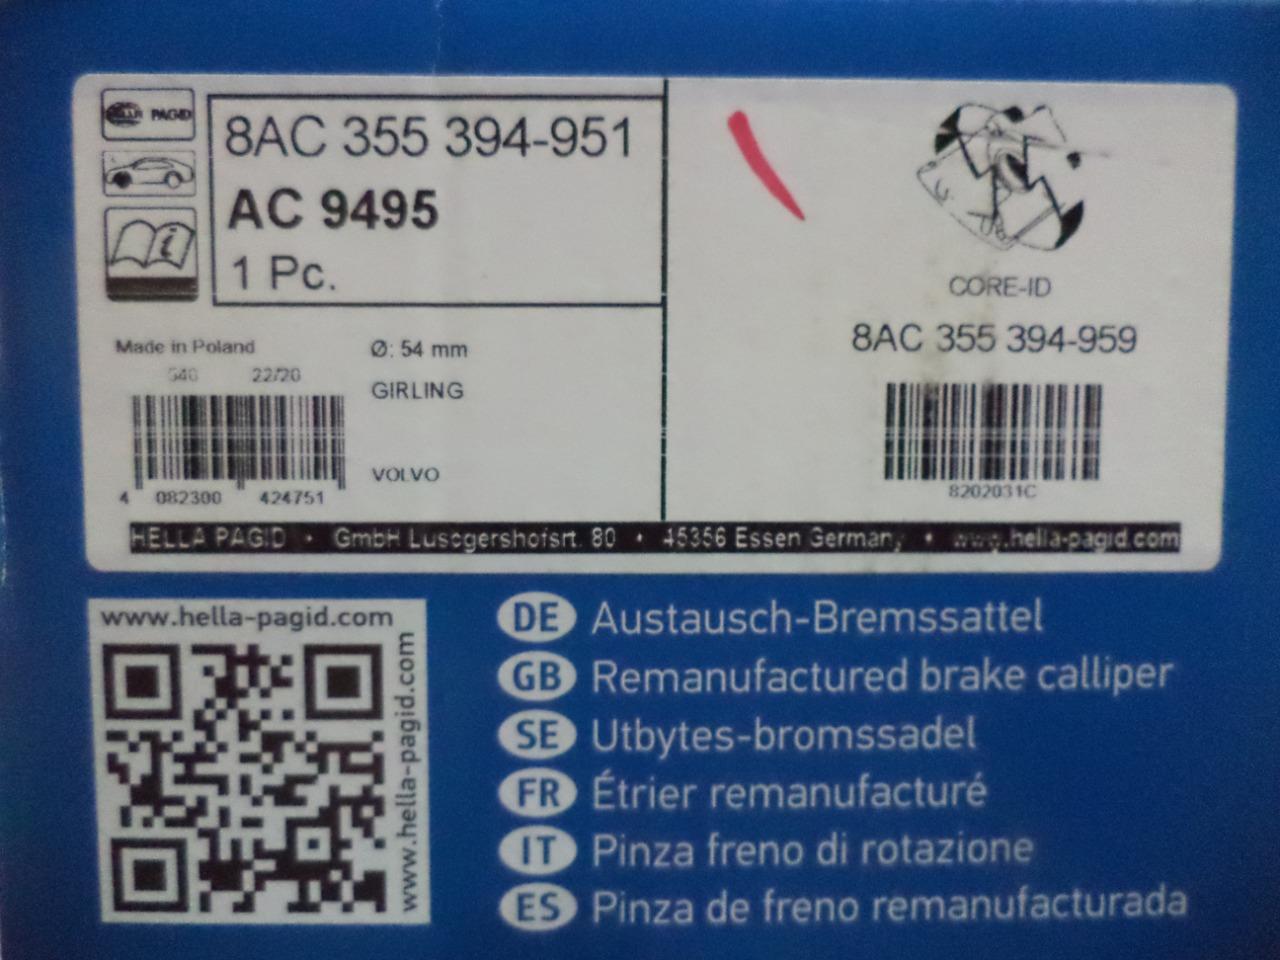 HELLA PAGID
8AC 355 394-951
AC 9495
1 Pc.
Made in Poland
540 22/20
Ø: 54 mm
GIRLING
VOLVO
4 082300 424751
CORE-ID
8AC 355 394-959
8202031C
HELLA PAGID • GmbH Lusogershofsrt. 80 • 45356 Essen Germany • www.hella-pagid.com
www.hella-pagid.com
www.hella-pagid.com
DE Austausch-Bremssattel
GB Remanufactured brake calliper
SE Utbytes-bromssadel
FR Étrier remanufacturé
IT Pinza freno di rotazione
ES Pinza de freno remanufacturada